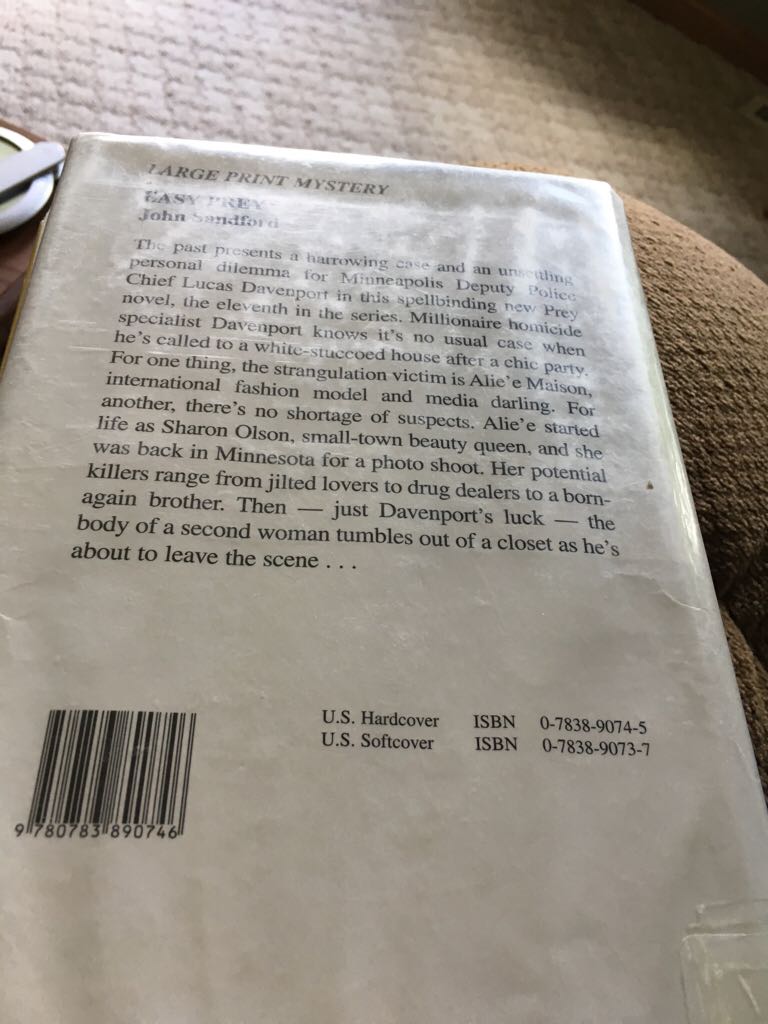 LARGE PRINT MYSTERY
EASY PREY
John Sandford
The past presents a harrowing case and an unsettling
personal dilemma for Minneapolis Deputy Police
Chief Lucas Davenport in this spellbinding new Prey
novel, the eleventh in the series. Millionaire homicide
specialist Davenport knows it's no usual case when
he's called to a white-stuccoed house after a chic party.
For one thing, the strangulation victim is Alie'e Maison,
international fashion model and media darling. For
another, there's no shortage of suspects. Alie'e started
life as Sharon Olson, small-town beauty queen, and she
was back in Minnesota for a photo shoot. Her potential
killers range from jilted lovers to drug dealers to a born-
again brother. Then — just Davenport's luck — the
body of a second woman tumbles out of a closet as he's
about to leave the scene . . .
U.S. Hardcover ISBN 0-7838-9074-5
U.S. Softcover ISBN 0-7838-9073-7
9 780783 890746